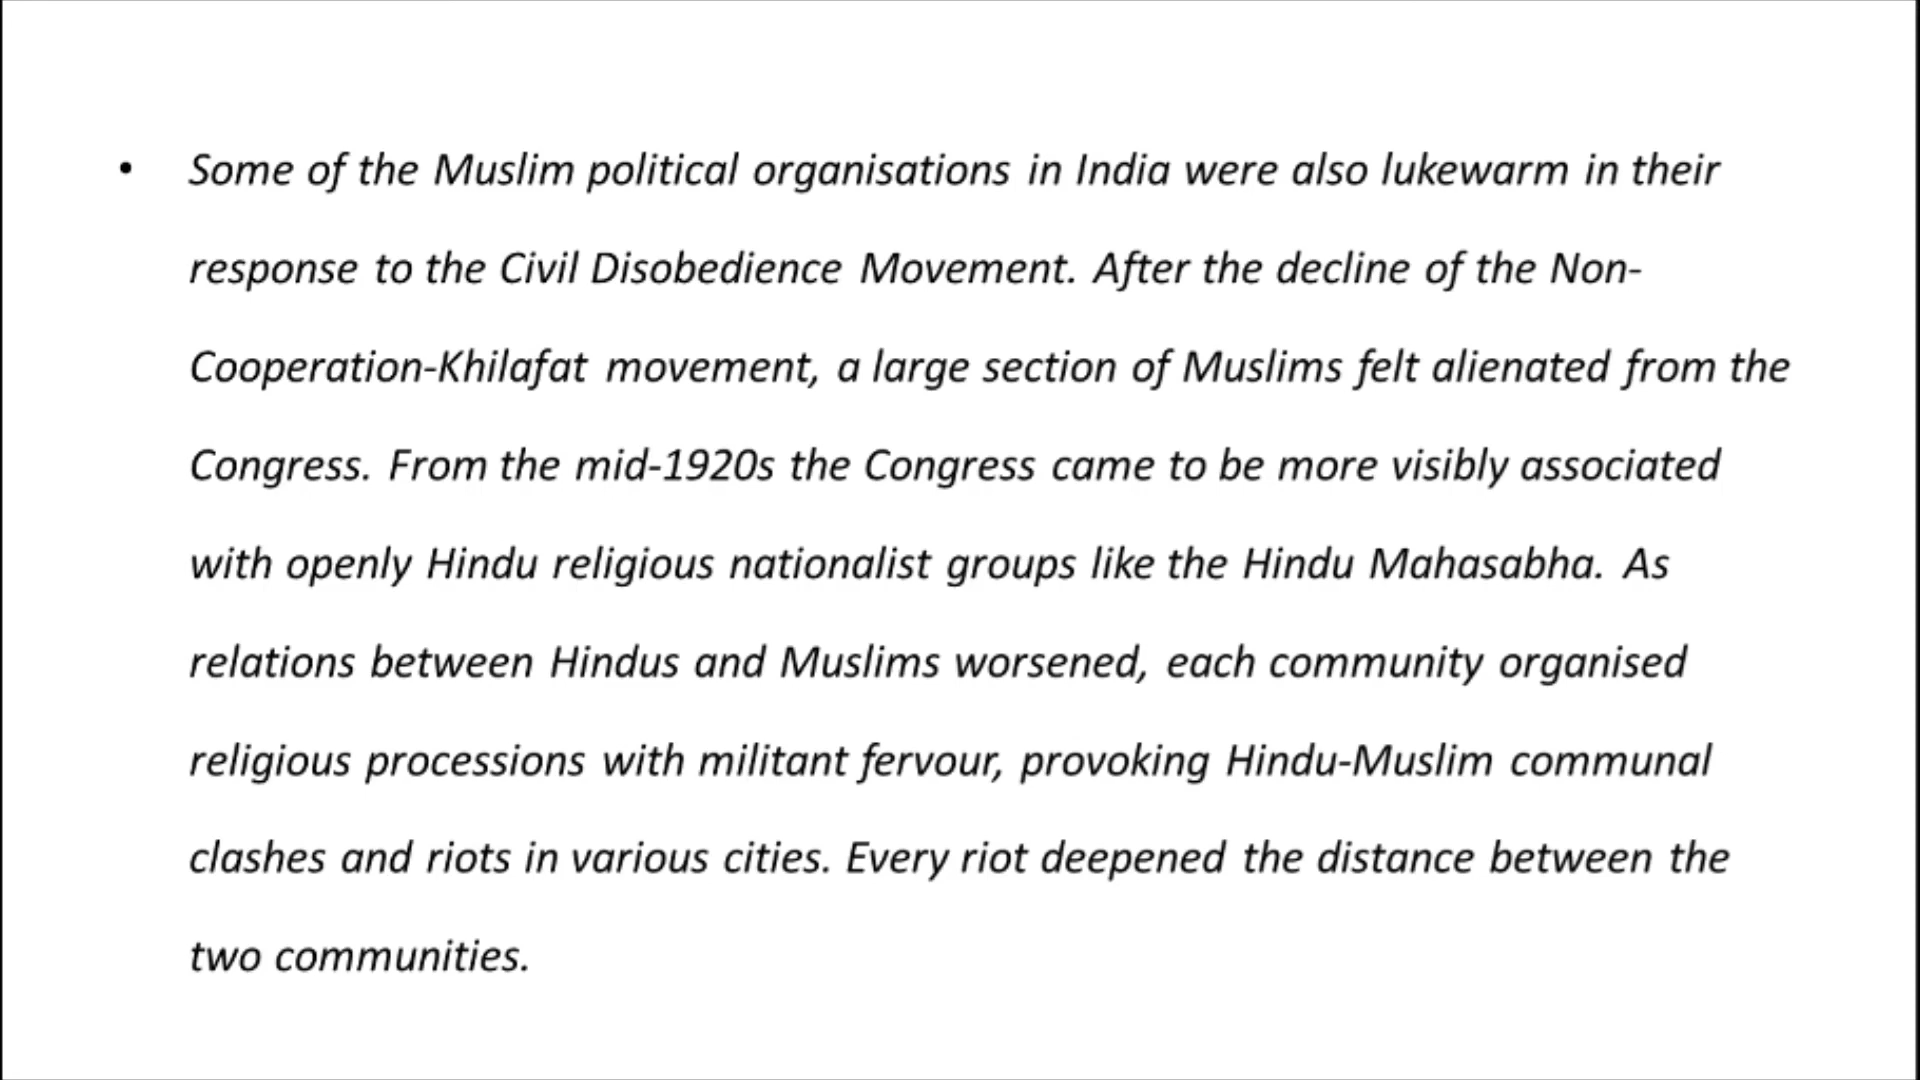 • Some of the Muslim political organisations in India were also lukewarm in their
response to the Civil Disobedience Movement. After the decline of the Non-
Cooperation-Khilafat movement, a large section of Muslims felt alienated from the
Congress. From the mid-1920s the Congress came to be more visibly associated
with openly Hindu religious nationalist groups like the Hindu Mahasabha. As
relations between Hindus and Muslims worsened, each community organised
religious processions with militant fervour, provoking Hindu-Muslim communal
clashes and riots in various cities. Every riot deepened the distance between the
two communities.